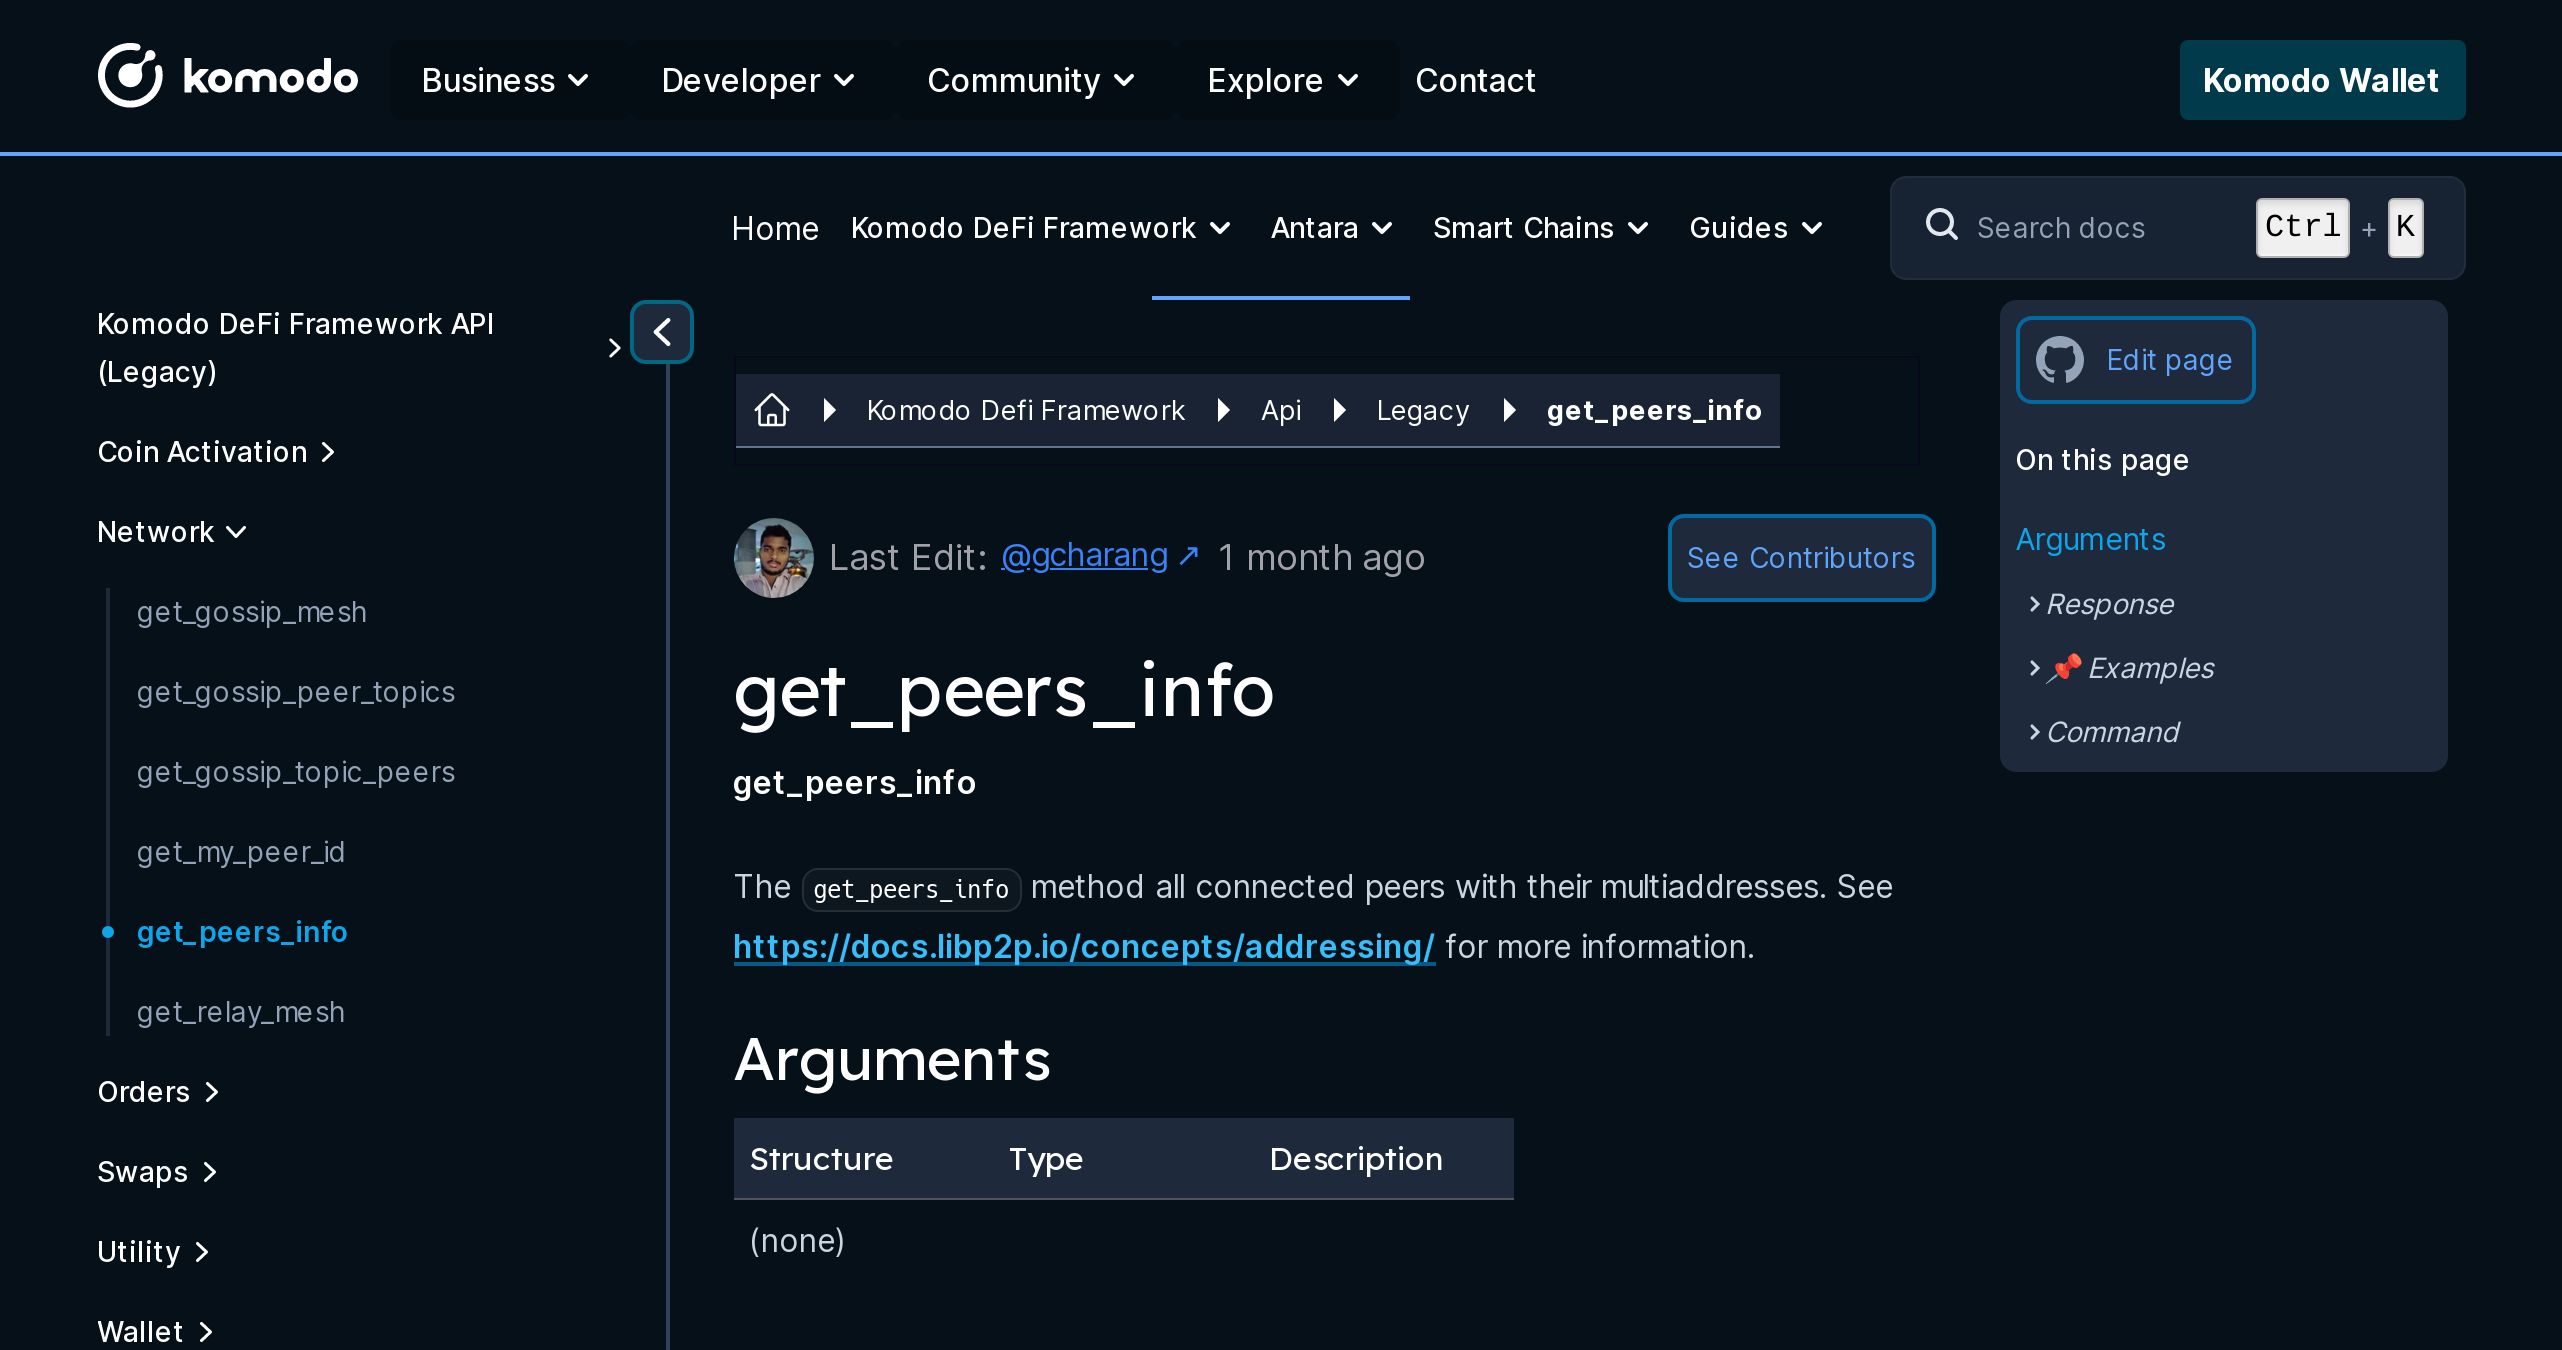 komodo
Business
Developer
Community
Explore
Contact
Komodo Wallet
Home
Komodo DeFi Framework
Antara
Smart Chains
Guides
Search docs
Ctrl + K
Komodo DeFi Framework API
(Legacy)
Coin Activation
Network
get_gossip_mesh
get_gossip_peer_topics
get_gossip_topic_peers
get_my_peer_id
get_peers_info
get_relay_mesh
Orders
Swaps
Utility
Wallet
Komodo Defi Framework
Api
Legacy
get_peers_info
Last Edit: @gcharang ↗ 1 month ago
See Contributors
get_peers_info
get_peers_info
The get_peers_info method all connected peers with their multiaddresses. See
https://docs.libp2p.io/concepts/addressing/ for more information.
Arguments
Structure Type Description
(none)
Edit page
On this page
Arguments
Response
📌 Examples
Command